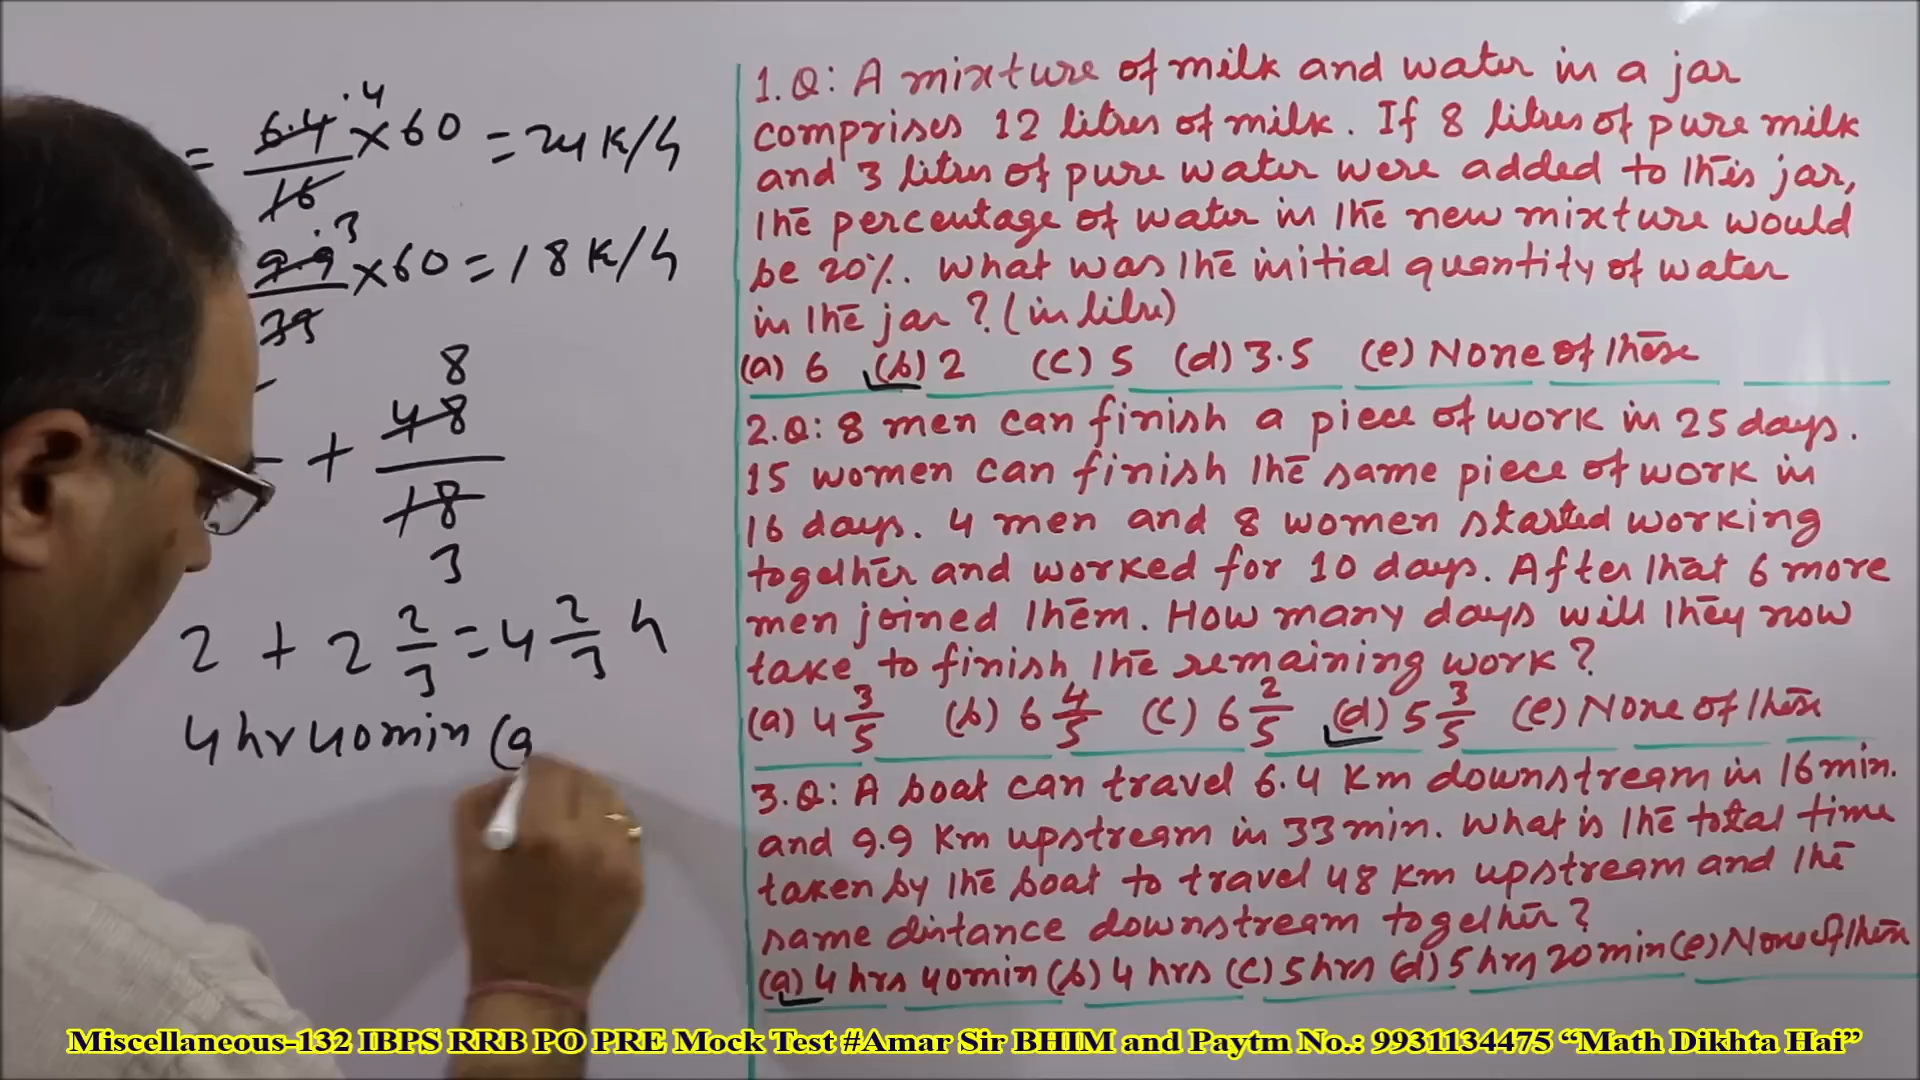 = 6.4/16 .4 × 60 = 24 K/h
9.9/33 .3 × 60 = 18 K/h
+ 48/18 8/3
2 + 2 2/3 = 4 2/3 h
4 hr 40 min (a
1.Q: A mixture of milk and water in a jar
comprises 12 litres of milk. If 8 litres of pure milk
and 3 litres of pure water were added to this jar,
the percentage of water in the new mixture would
be 20%. What was the initial quantity of water
in the jar? (in litre)
(a) 6 (b) 2 (c) 5 (d) 3.5 (e) None of these
2.Q: 8 men can finish a piece of work in 25 days.
15 women can finish the same piece of work in
16 days. 4 men and 8 women started working
together and worked for 10 days. After that 6 more
men joined them. How many days will they now
take to finish the remaining work?
(a) 4 3/5 (b) 6 4/5 (c) 6 2/5 (d) 5 3/5 (e) None of these
3.Q: A boat can travel 6.4 Km downstream in 16 min.
and 9.9 Km upstream in 33 min. What is the total time
taken by the boat to travel 48 Km upstream and the
same distance downstream together?
(a) 4 hrs 40 min (b) 4 hrs (c) 5 hrs (d) 5 hrs 20 min (e) None of these
Miscellaneous-132 IBPS RRB PO PRE Mock Test #Amar Sir BHIM and Paytm No.: 9931134475 “Math Dikhta Hai”